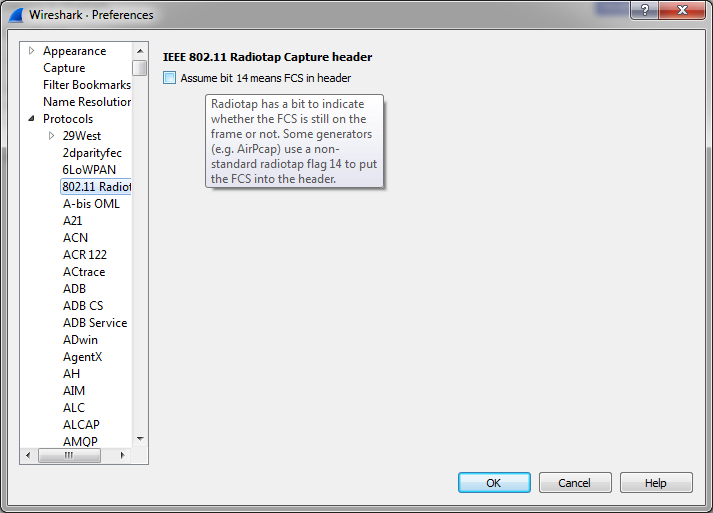 Wireshark · Preferences
Appearance
Capture
Filter Bookmarks
Name Resolution
Protocols
29West
2dparityfec
6LoWPAN
802.11 Radiot
A-bis OML
A21
ACN
ACR 122
ACtrace
ADB
ADB CS
ADB Service
ADwin
AgentX
AH
AIM
ALC
ALCAP
AMQP
IEEE 802.11 Radiotap Capture header
Assume bit 14 means FCS in header
Radiotap has a bit to indicate
whether the FCS is still on the
frame or not. Some generators
(e.g. AirPcap) use a non-
standard radiotap flag 14 to put
the FCS into the header.
OK
Cancel
Help